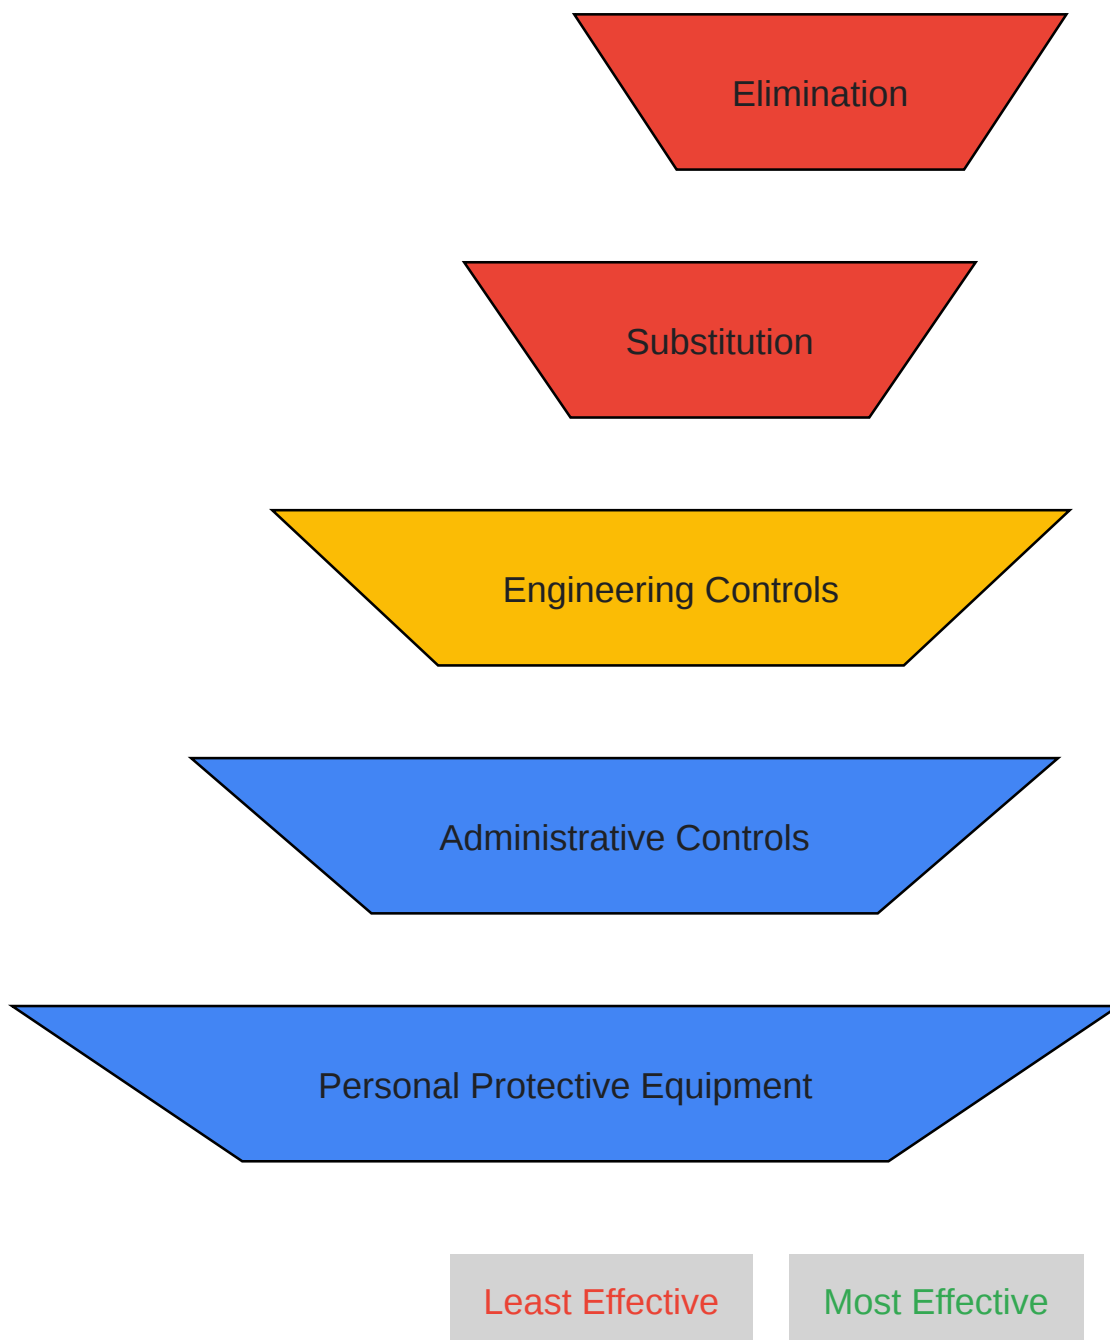 Elimination
Substitution
Engineering Controls
Administrative Controls
Personal Protective Equipment
Least Effective
Most Effective